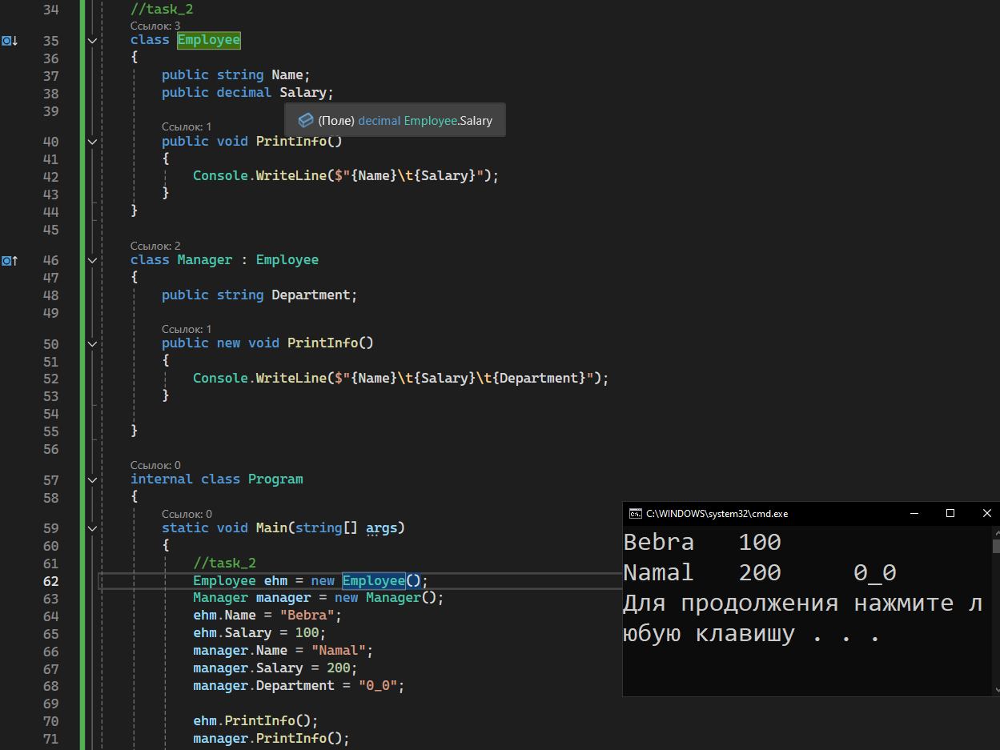 34 //task_2
Ссылок: 3
35 class Employee
36 {
37 public string Name;
38 public decimal Salary;
39
(Поле) decimal Employee.Salary
Ссылок: 1
40 public void PrintInfo()
41 {
42 Console.WriteLine($"{Name}\t{Salary}");
43 }
44 }
45
Ссылок: 2
46 class Manager : Employee
47 {
48 public string Department;
49
Ссылок: 1
50 public new void PrintInfo()
51 {
52 Console.WriteLine($"{Name}\t{Salary}\t{Department}");
53 }
54
55 }
56
Ссылок: 0
57 internal class Program
58 {
Ссылок: 0
59 static void Main(string[] args)
60 {
61 //task_2
62 Employee ehm = new Employee();
63 Manager manager = new Manager();
64 ehm.Name = "Bebra";
65 ehm.Salary = 100;
66 manager.Name = "Namal";
67 manager.Salary = 200;
68 manager.Department = "0_0";
69
70 ehm.PrintInfo();
71 manager.PrintInfo();
C:\WINDOWS\system32\cmd.exe
Bebra 100
Namal 200 0_0
Для продолжения нажмите л
юбую клавишу . . .